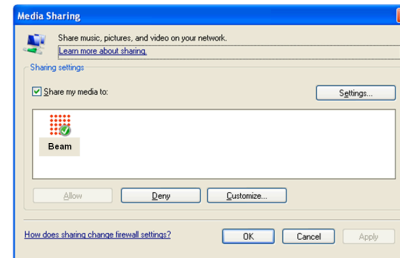 Media Sharing
Share music, pictures, and video on your network.
Learn more about sharing.
Sharing settings
Share my media to:
Settings...
Beam
Allow
Deny
Customize...
How does sharing change firewall settings?
OK
Cancel
Apply